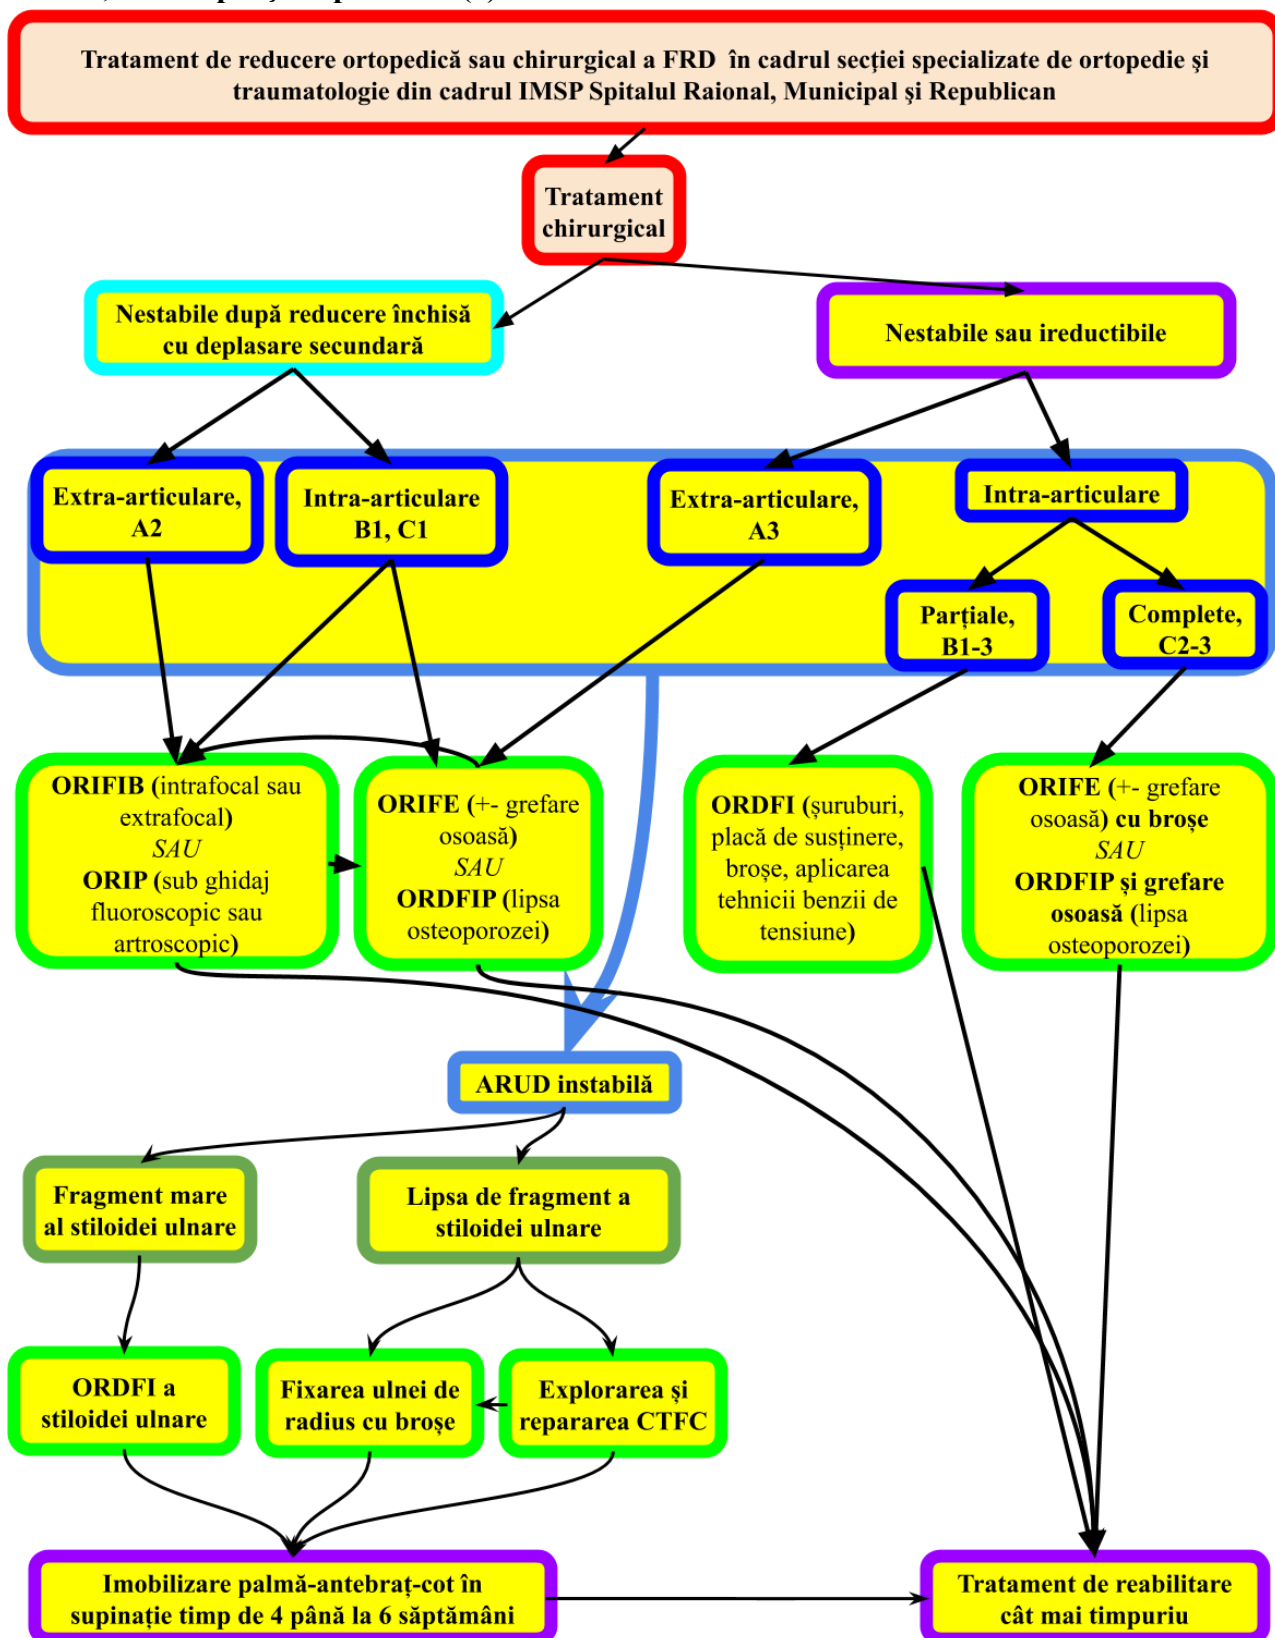 Tratament de reducere ortopedică sau chirurgical a FRD în cadrul secției specializate de ortopedie şi
traumatologie din cadrul IMSP Spitalul Raional, Municipal şi Republican
Tratament
chirurgical
Nestabile după reducere închisă
cu deplasare secundară
Nestabile sau ireductibile
Extra-articulare,
A2
Intra-articulare
B1, C1
Extra-articulare,
A3
Intra-articulare
Parțiale,
B1-3
Complete,
C2-3
ORIFIB (intrafocal sau
extrafocal)
SAU
ORIP (sub ghidaj
fluoroscopic sau
artroscopic)
ORIFE (+- grefare
osoasă)
SAU
ORDFIP (lipsa
osteoporozei)
ORDFI (șuruburi,
placă de susținere,
broșe, aplicarea
tehnicii benzii de
tensiune)
ORIFE (+- grefare
osoasă) cu broșe
SAU
ORDFIP și grefare
osoasă (lipsa
osteoporozei)
ARUD instabilă
Fragment mare
al stiloidei ulnare
Lipsa de fragment a
stiloidei ulnare
ORDFI a
stiloidei ulnare
Fixarea ulnei de
radius cu broșe
Explorarea și
repararea CTFC
Imobilizare palmă-antebraț-cot în
supinație timp de 4 până la 6 săptămâni
Tratament de reabilitare
cât mai timpuriu